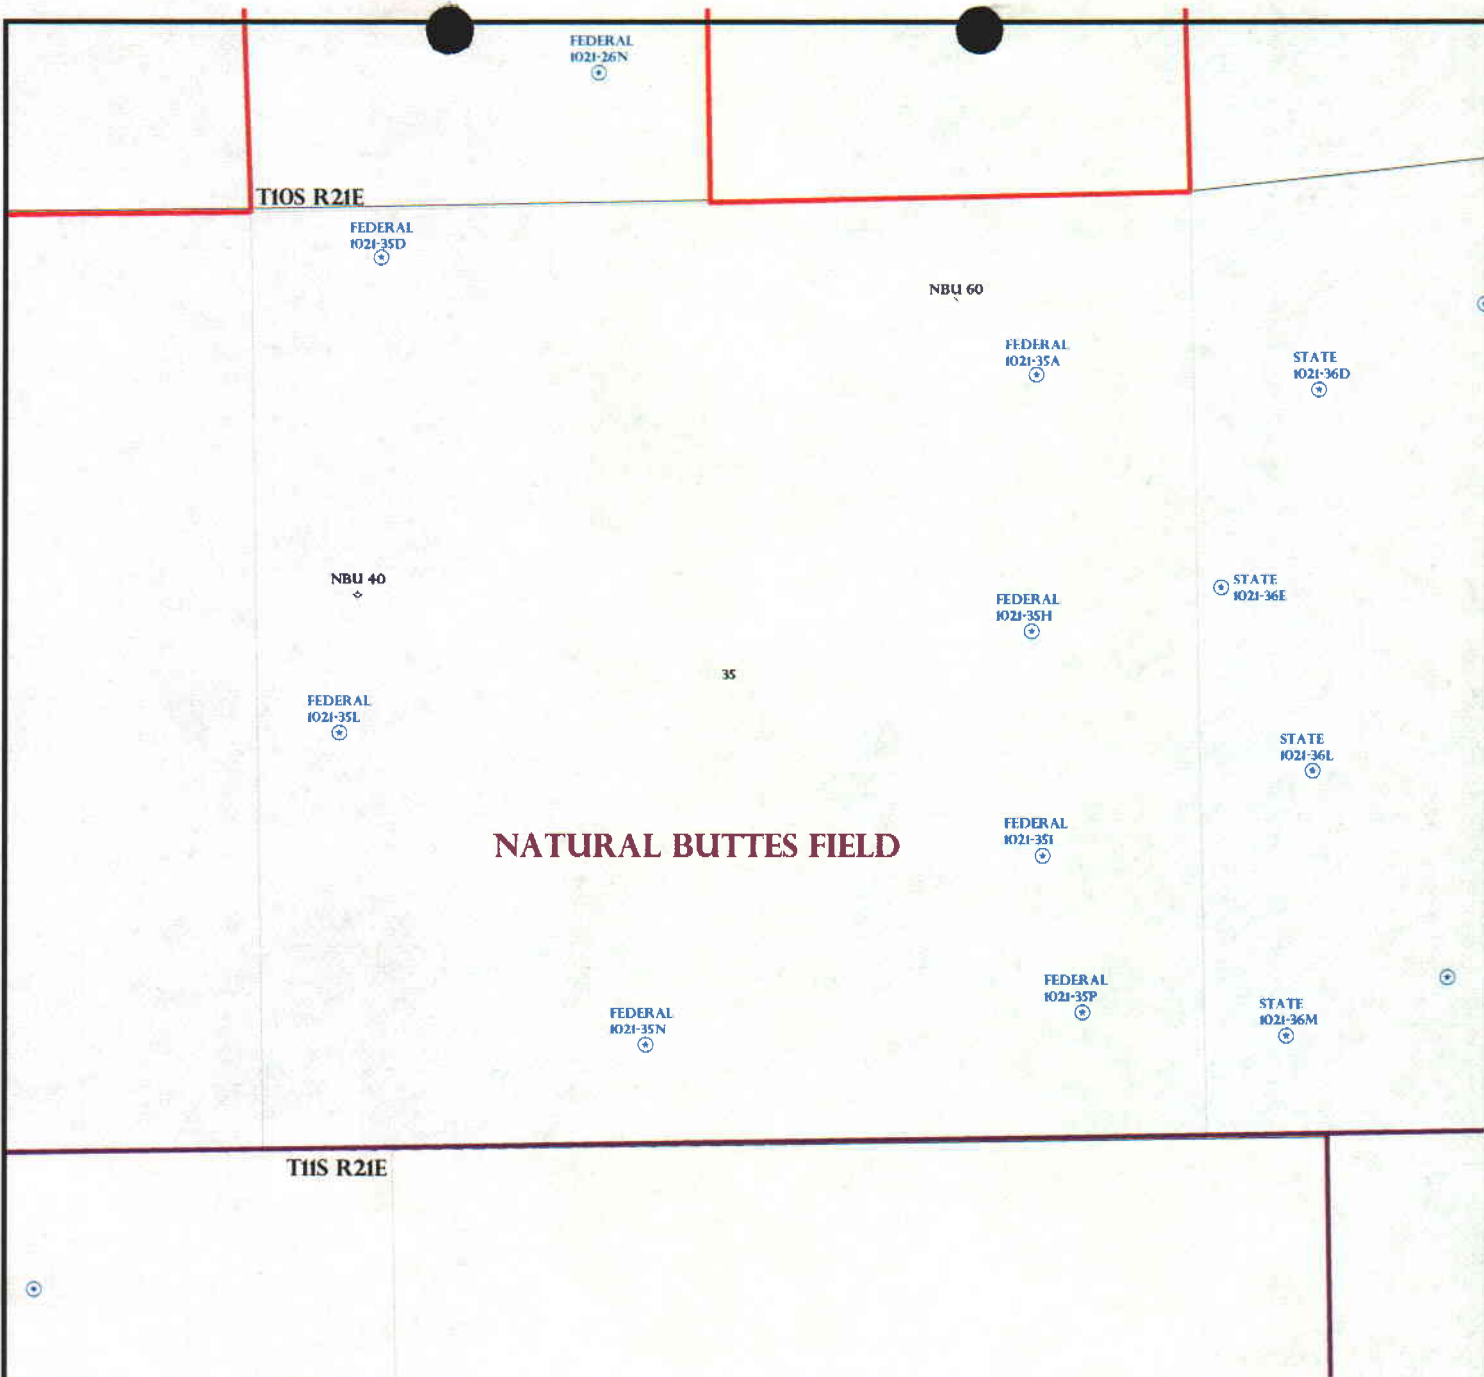 FEDERAL
1021-26N
T10S R21E
FEDERAL
1021-35D
NBU 60
FEDERAL
1021-35A
STATE
1021-36D
NBU 40
STATE
1021-36E
FEDERAL
1021-35H
35
FEDERAL
1021-35L
STATE
1021-36L
FEDERAL
1021-35I
NATURAL BUTTES FIELD
FEDERAL
1021-35P
STATE
1021-36M
FEDERAL
1021-35N
T11S R21E